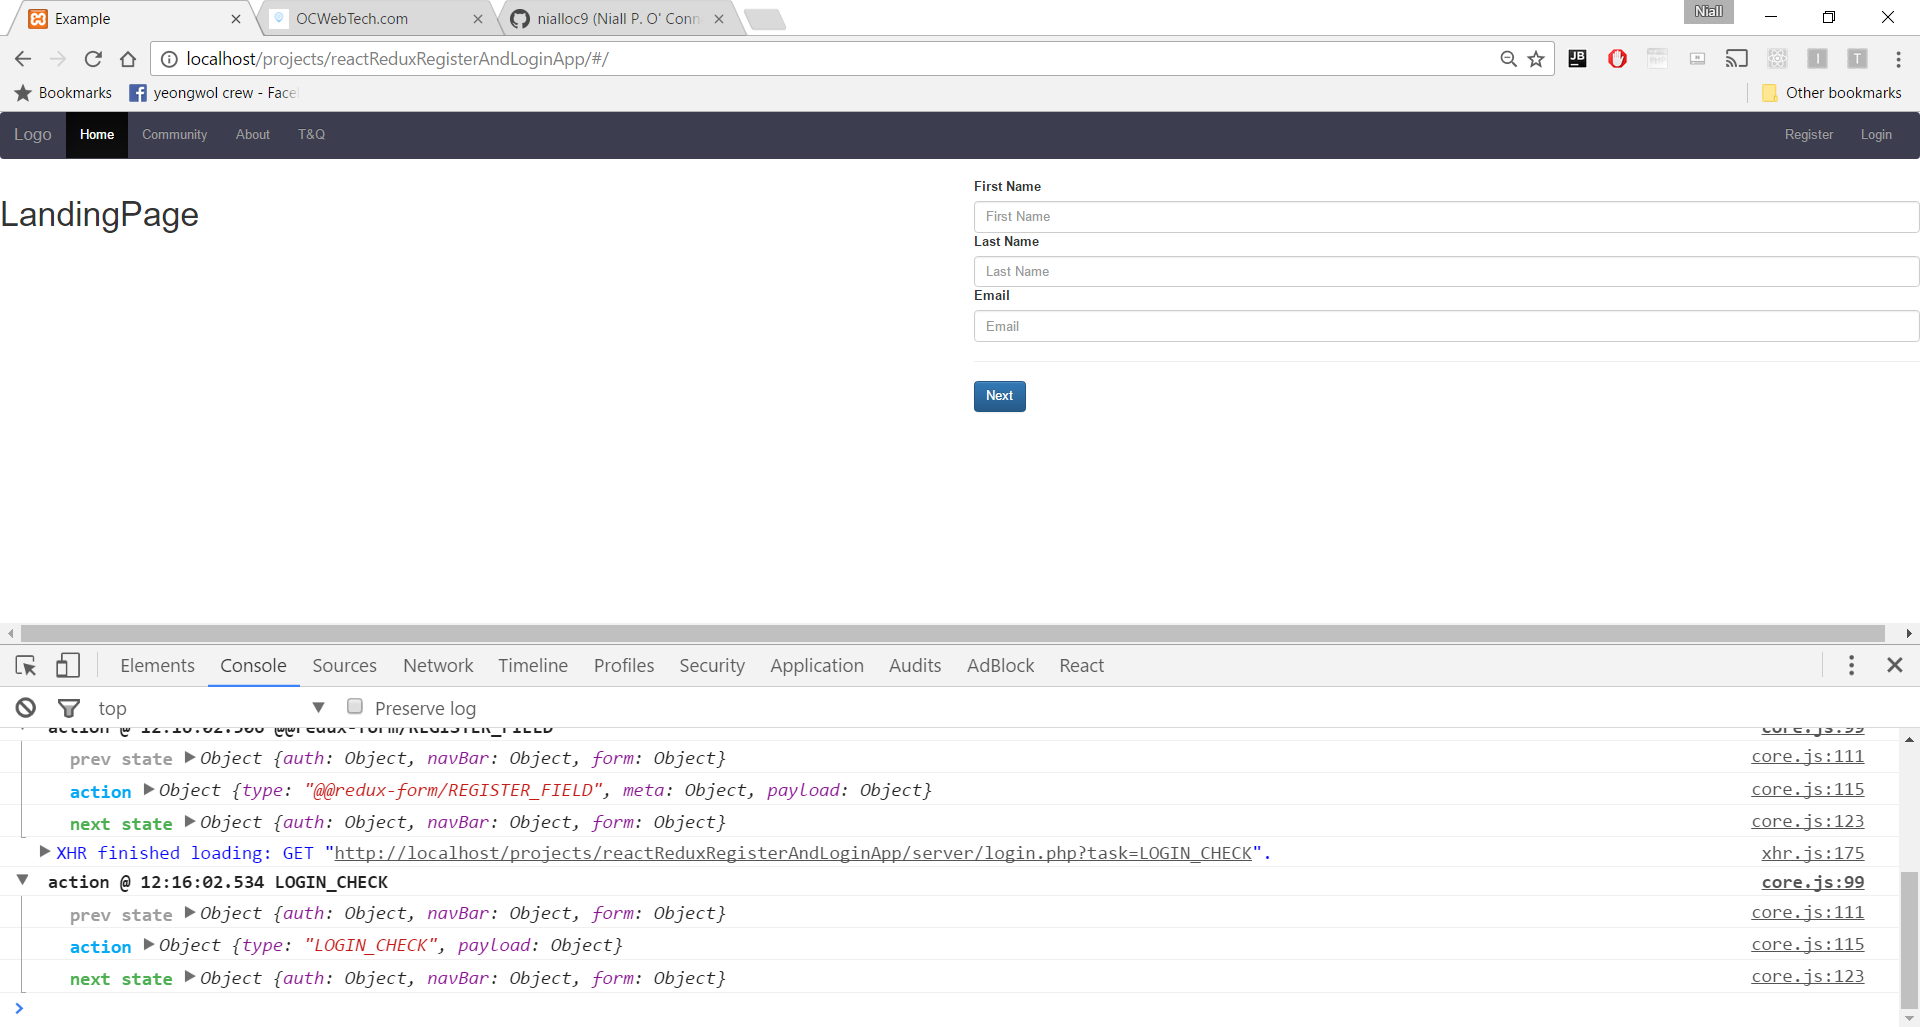 Example
OCWebTech.com
nialloc9 (Niall P. O' Conn
Niall
localhost/projects/reactReduxRegisterAndLoginApp/#/
JB
I
T
Bookmarks
yeongwol crew - Face
Other bookmarks
Logo Home Community About T&Q Register Login
LandingPage
First Name
First Name
Last Name
Last Name
Email
Email
Next
Elements Console Sources Network Timeline Profiles Security Application Audits AdBlock React
top Preserve log
action @ 12:16:02.506 @@redux-form/REGISTER_FIELD core.js:99
prev state Object {auth: Object, navBar: Object, form: Object} core.js:111
action Object {type: "@@redux-form/REGISTER_FIELD", meta: Object, payload: Object} core.js:115
next state Object {auth: Object, navBar: Object, form: Object} core.js:123
XHR finished loading: GET "http://localhost/projects/reactReduxRegisterAndLoginApp/server/login.php?task=LOGIN_CHECK". xhr.js:175
action @ 12:16:02.534 LOGIN_CHECK core.js:99
prev state Object {auth: Object, navBar: Object, form: Object} core.js:111
action Object {type: "LOGIN_CHECK", payload: Object} core.js:115
next state Object {auth: Object, navBar: Object, form: Object} core.js:123